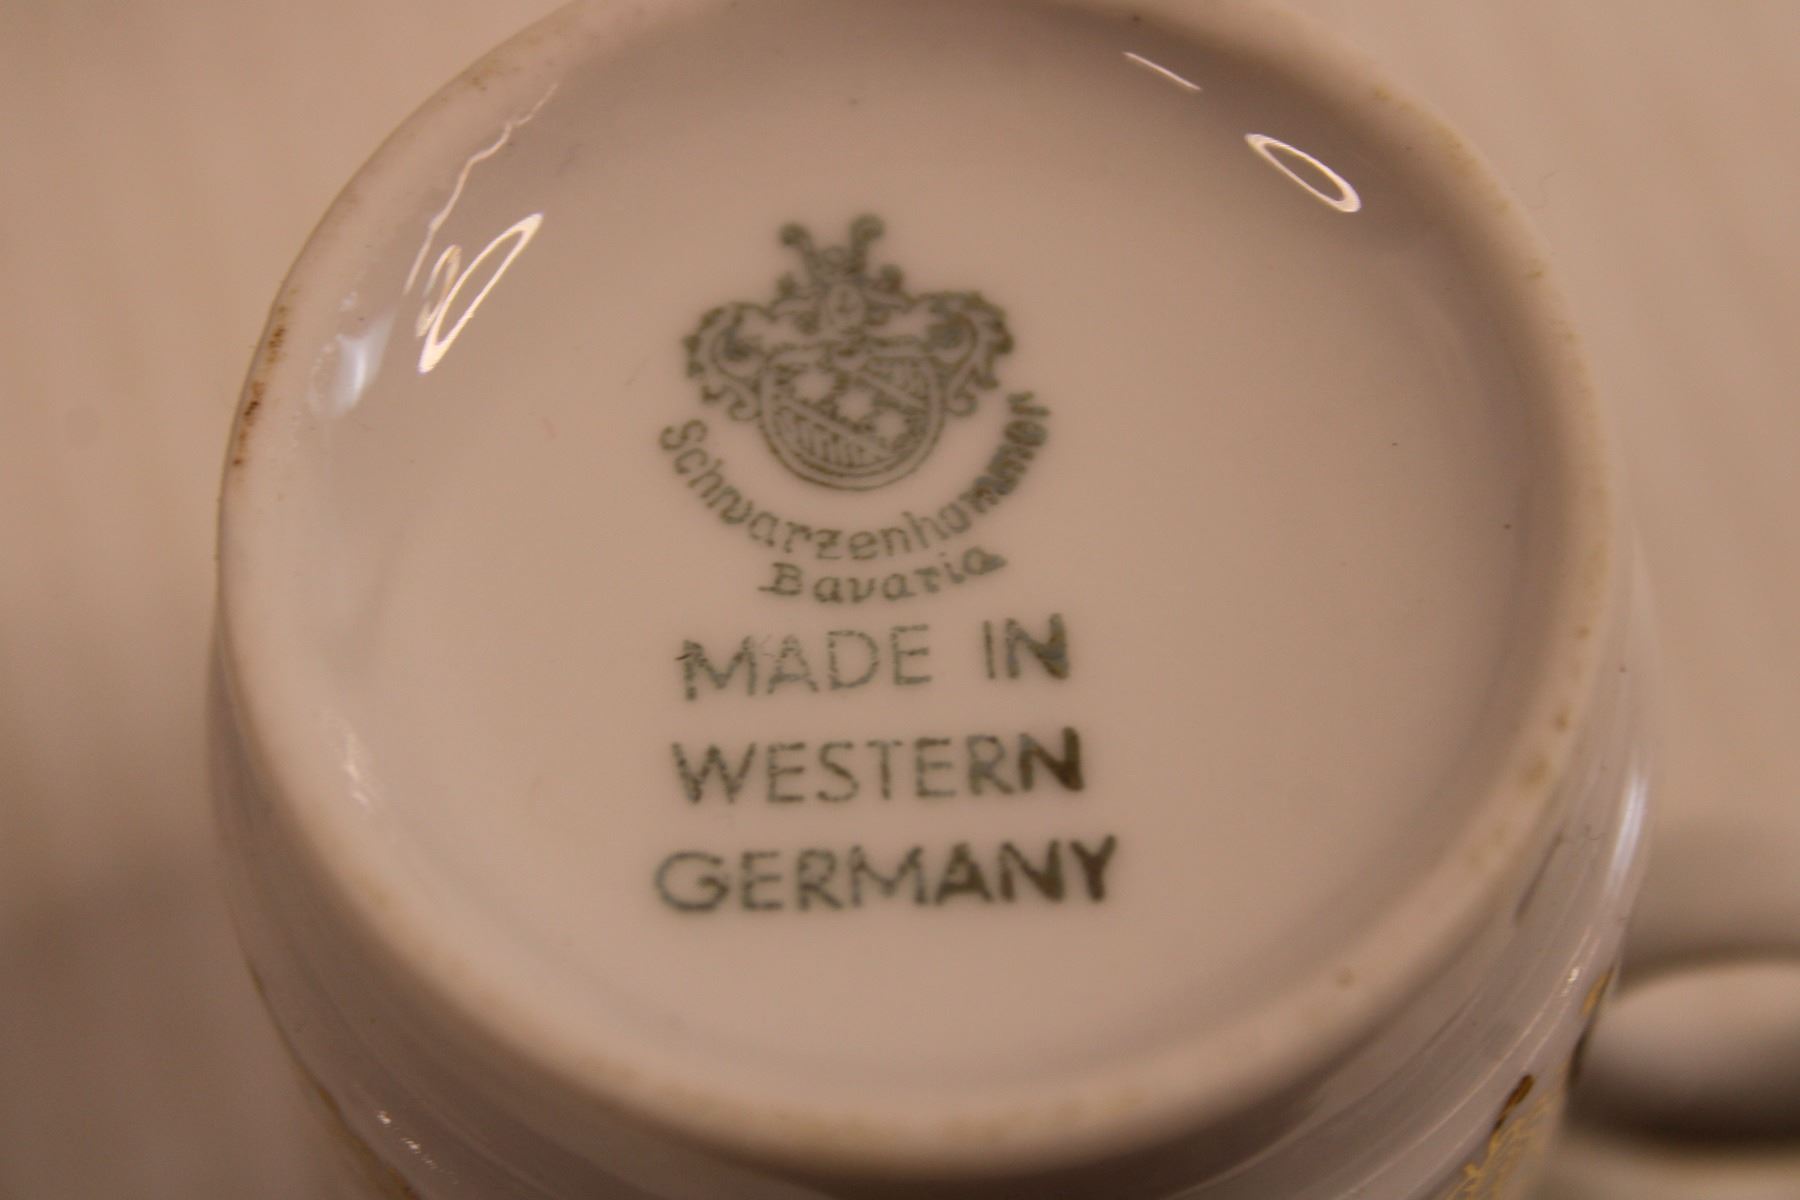 Schwarzenhammer
Bavaria
MADE IN
WESTERN
GERMANY